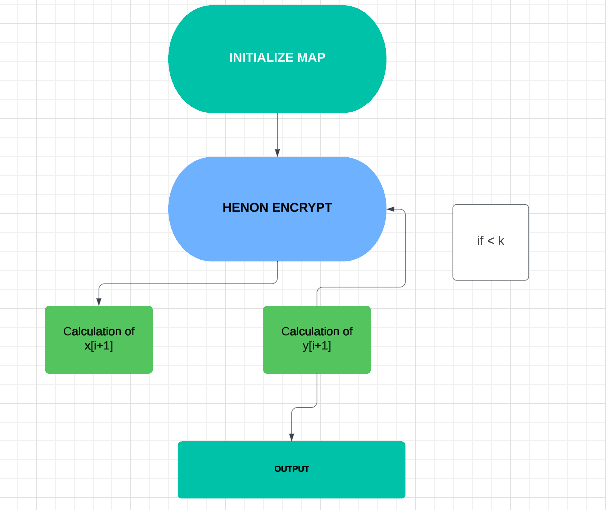 INITIALIZE MAP
HENON ENCRYPT
if < k
Calculation of
x[i+1]
Calculation of
y[i+1]
OUTPUT